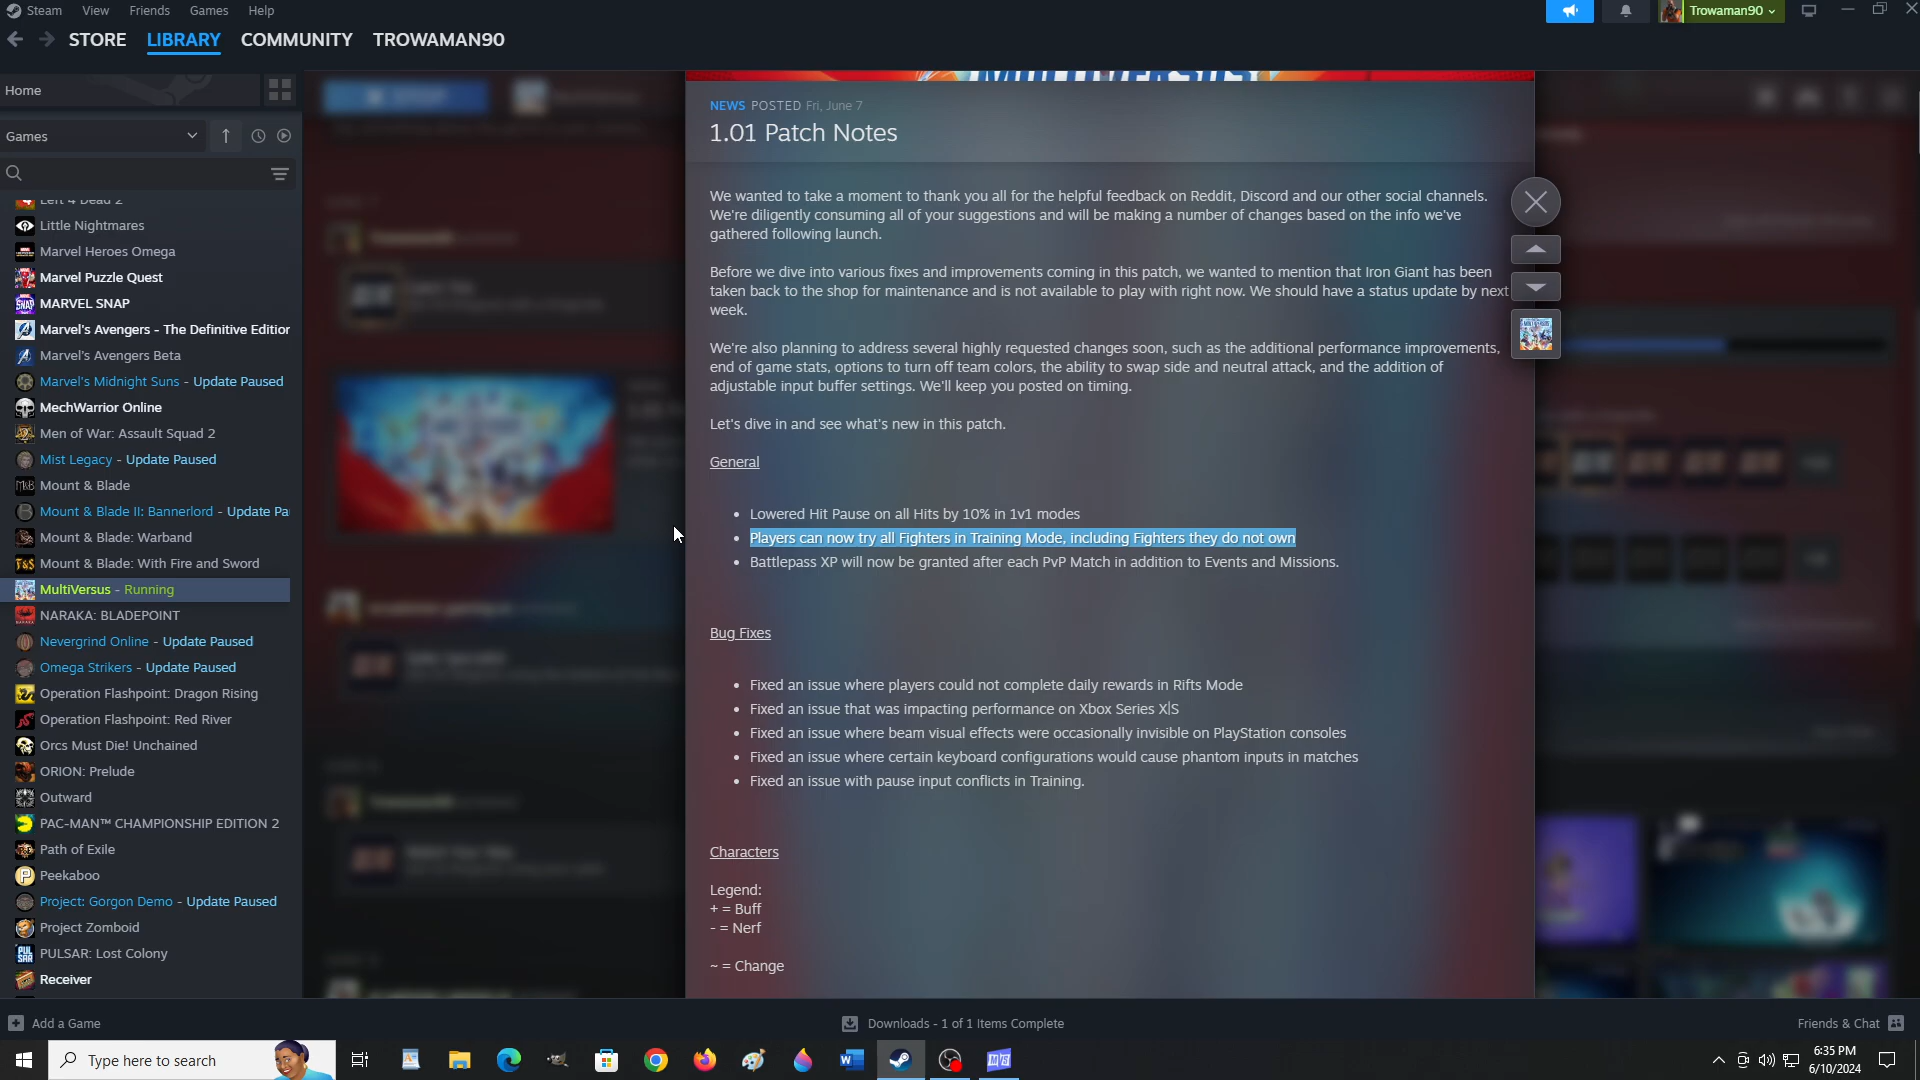 Steam View Friends Games Help
Trowaman90
STORE LIBRARY COMMUNITY TROWAMAN90
Home
Games
Left 4 Dead 2
Little Nightmares
Marvel Heroes Omega
Marvel Puzzle Quest
MARVEL SNAP
Marvel's Avengers - The Definitive Edition
Marvel's Avengers Beta
Marvel's Midnight Suns - Update Paused
MechWarrior Online
Men of War: Assault Squad 2
Mist Legacy - Update Paused
Mount & Blade
Mount & Blade II: Bannerlord - Update Pa
Mount & Blade: Warband
Mount & Blade: With Fire and Sword
MultiVersus - Running
NARAKA: BLADEPOINT
Nevergrind Online - Update Paused
Omega Strikers - Update Paused
Operation Flashpoint: Dragon Rising
Operation Flashpoint: Red River
Orcs Must Die! Unchained
ORION: Prelude
Outward
PAC-MAN™ CHAMPIONSHIP EDITION 2
Path of Exile
Peekaboo
Project: Gorgon Demo - Update Paused
Project Zomboid
PULSAR: Lost Colony
Receiver
NEWS POSTED Fri, June 7
1.01 Patch Notes
We wanted to take a moment to thank you all for the helpful feedback on Reddit, Discord and our other social channels.
We're diligently consuming all of your suggestions and will be making a number of changes based on the info we've
gathered following launch.
Before we dive into various fixes and improvements coming in this patch, we wanted to mention that Iron Giant has been
taken back to the shop for maintenance and is not available to play with right now. We should have a status update by next
week.
We're also planning to address several highly requested changes soon, such as the additional performance improvements,
end of game stats, options to turn off team colors, the ability to swap side and neutral attack, and the addition of
adjustable input buffer settings. We'll keep you posted on timing.
Let's dive in and see what's new in this patch.
General
• Lowered Hit Pause on all Hits by 10% in 1v1 modes
• Players can now try all Fighters in Training Mode, including Fighters they do not own
• Battlepass XP will now be granted after each PvP Match in addition to Events and Missions.
Bug Fixes
• Fixed an issue where players could not complete daily rewards in Rifts Mode
• Fixed an issue that was impacting performance on Xbox Series X|S
• Fixed an issue where beam visual effects were occasionally invisible on PlayStation consoles
• Fixed an issue where certain keyboard configurations would cause phantom inputs in matches
• Fixed an issue with pause input conflicts in Training.
Characters
Legend:
+ = Buff
- = Nerf
~ = Change
Add a Game
Downloads - 1 of 1 Items Complete
Friends & Chat
Type here to search
6:35 PM
6/10/2024